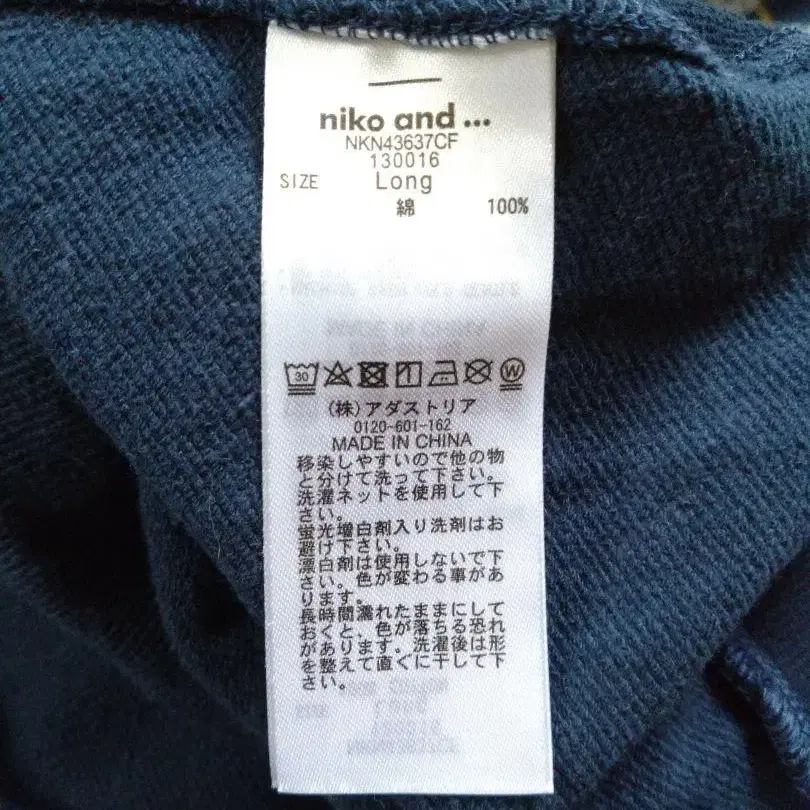 niko and ...
NKN43637CF
130016
SIZE Long
綿 100%
30 W
(株)アダストリア
0120-601-162
MADE IN CHINA
移染しやすいので他の物
と分けて洗って下さい。
洗濯ネットを使用して下
さい。
蛍光増白剤入り洗剤はお
避け下さい。
漂白剤は使用しないで下
さい。色が変わる事があ
ります。
長時間濡れたままにして
おくと、色が落ちる恐れ
があります。洗濯後は形
を整えて直ぐに干して下
さい。